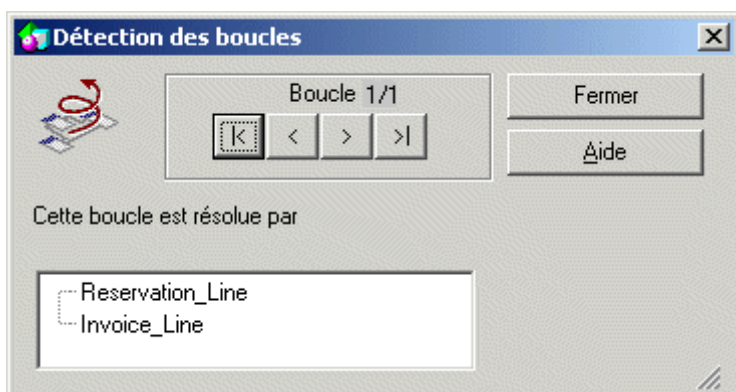 Détection des boucles
Boucle 1/1
|< < > >|
Fermer
Aide
Cette boucle est résolue par
Reservation_Line
Invoice_Line